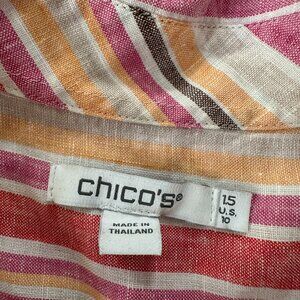 chico's®
1.5
U.S.
10
MADE IN
THAILAND